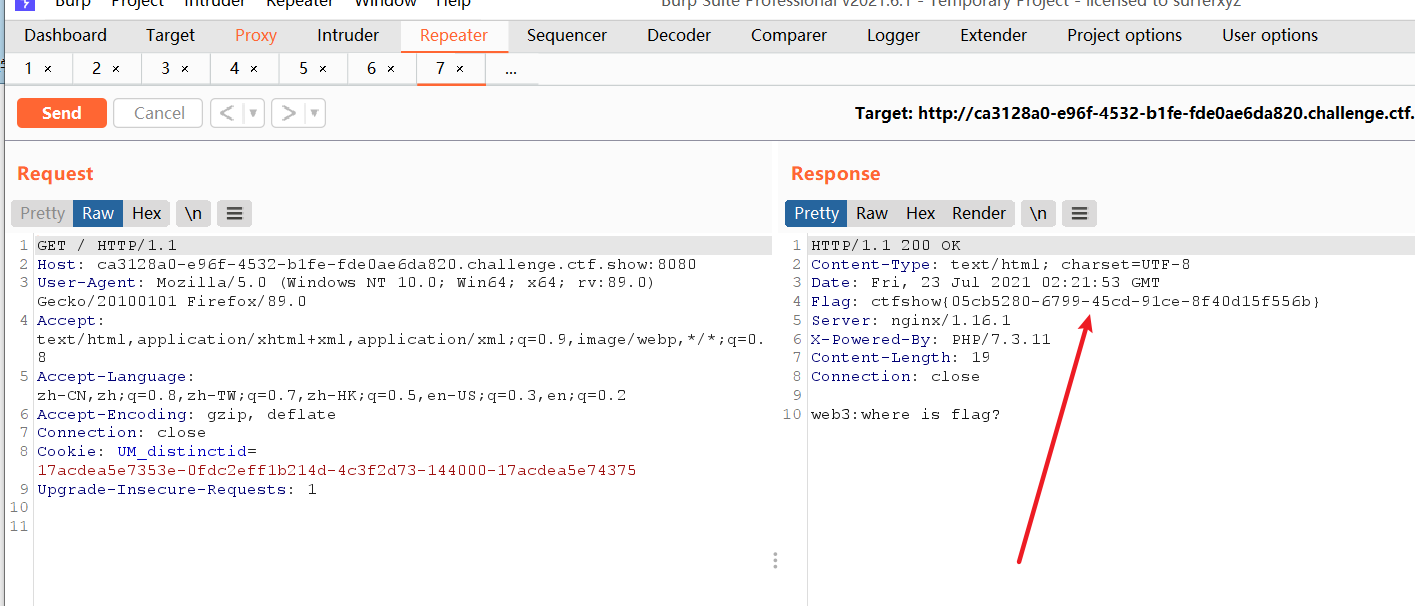 Burp Project Intruder Repeater Window Help Burp Suite Professional v2021.6.1 - Temporary Project - licensed to surferxyz
Dashboard Target Proxy Intruder Repeater Sequencer Decoder Comparer Logger Extender Project options User options
1 × 2 × 3 × 4 × 5 × 6 × 7 × ...
Send Cancel < ▼ > ▼ Target: http://ca3128a0-e96f-4532-b1fe-fde0ae6da820.challenge.ctf.
Request
Pretty Raw Hex \n ≡
1 GET / HTTP/1.1
2 Host: ca3128a0-e96f-4532-b1fe-fde0ae6da820.challenge.ctf.show:8080
3 User-Agent: Mozilla/5.0 (Windows NT 10.0; Win64; x64; rv:89.0)
Gecko/20100101 Firefox/89.0
4 Accept:
text/html,application/xhtml+xml,application/xml;q=0.9,image/webp,*/*;q=0.
8
5 Accept-Language:
zh-CN,zh;q=0.8,zh-TW;q=0.7,zh-HK;q=0.5,en-US;q=0.3,en;q=0.2
6 Accept-Encoding: gzip, deflate
7 Connection: close
8 Cookie: UM_distinctid=
17acdea5e7353e-0fdc2eff1b214d-4c3f2d73-144000-17acdea5e74375
9 Upgrade-Insecure-Requests: 1
10
11
Response
Pretty Raw Hex Render \n ≡
1 HTTP/1.1 200 OK
2 Content-Type: text/html; charset=UTF-8
3 Date: Fri, 23 Jul 2021 02:21:53 GMT
4 Flag: ctfshow{05cb5280-6799-45cd-91ce-8f40d15f556b}
5 Server: nginx/1.16.1
6 X-Powered-By: PHP/7.3.11
7 Content-Length: 19
8 Connection: close
9
10 web3:where is flag?